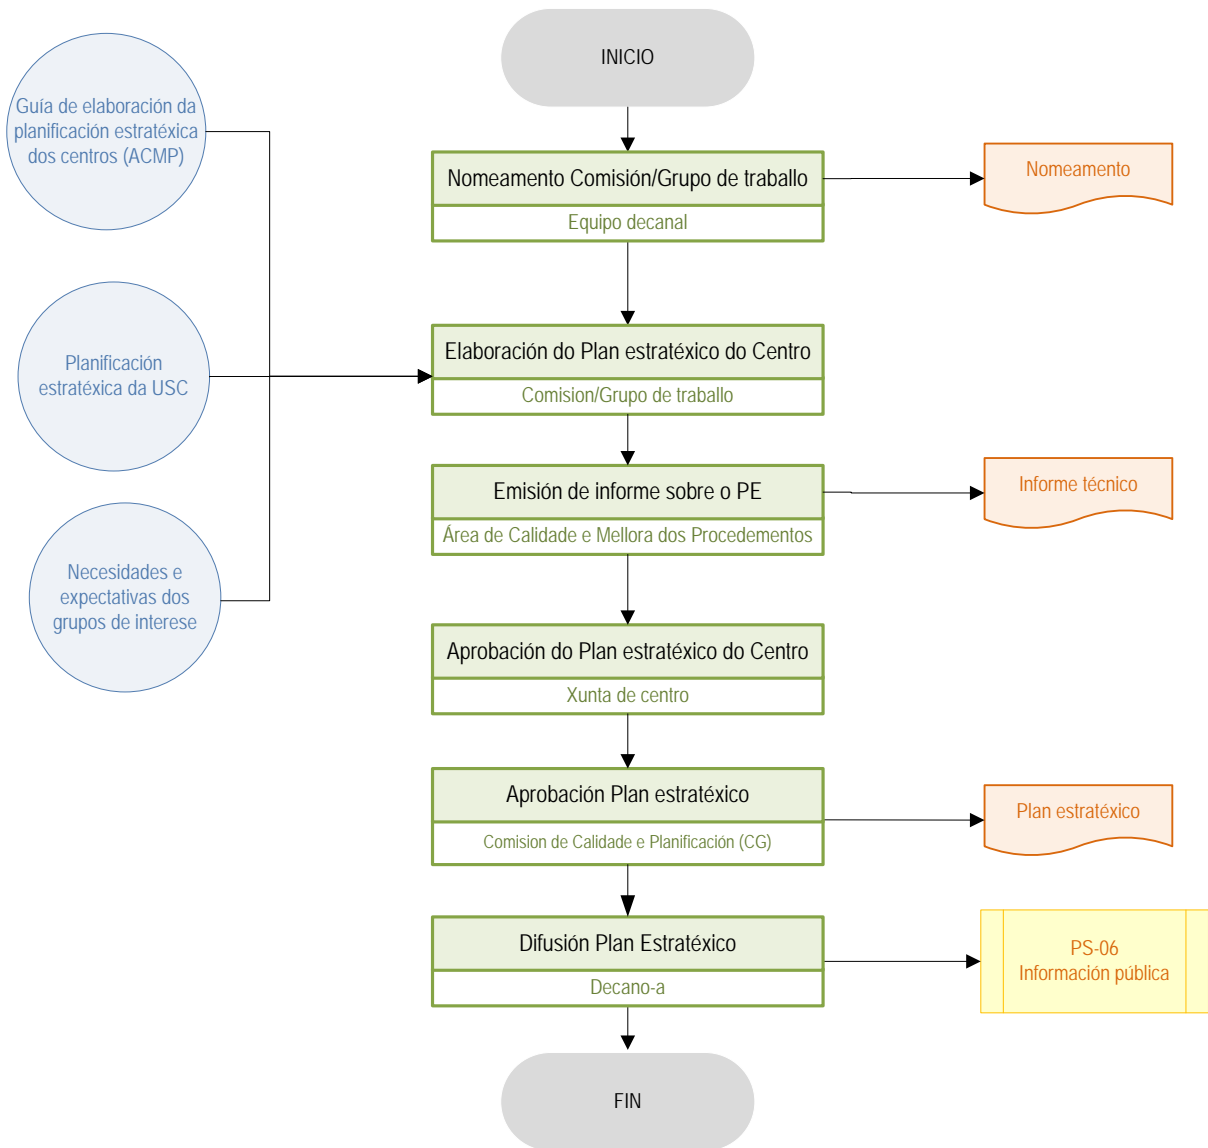 INICIO
Guía de elaboración da
planificación estratéxica
dos centros (ACMP)
Nomeamento Comisión/Grupo de traballo
Equipo decanal
Nomeamento
Planificación
estratéxica da USC
Elaboración do Plan estratéxico do Centro
Comision/Grupo de traballo
Emisión de informe sobre o PE
Área de Calidade e Mellora dos Procedementos
Informe técnico
Necesidades e
expectativas dos
grupos de interese
Aprobación do Plan estratéxico do Centro
Xunta de centro
Aprobación Plan estratéxico
Comision de Calidade e Planificación (CG)
Plan estratéxico
Difusión Plan Estratéxico
Decano-a
PS-06
Información pública
FIN